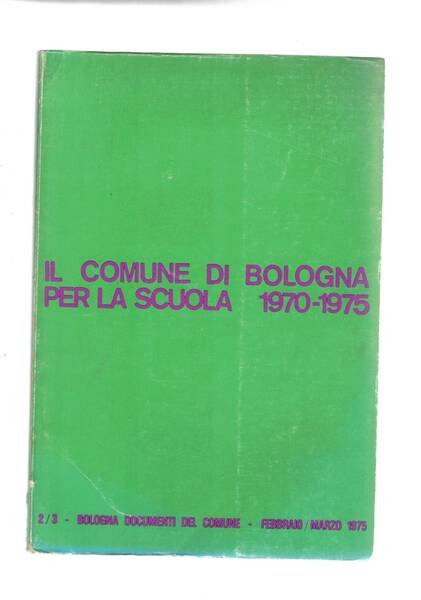 IL COMUNE DI BOLOGNA
PER LA SCUOLA 1970-1975
2/3 - BOLOGNA DOCUMENTI DEL COMUNE - FEBBRAIO/MARZO 1975